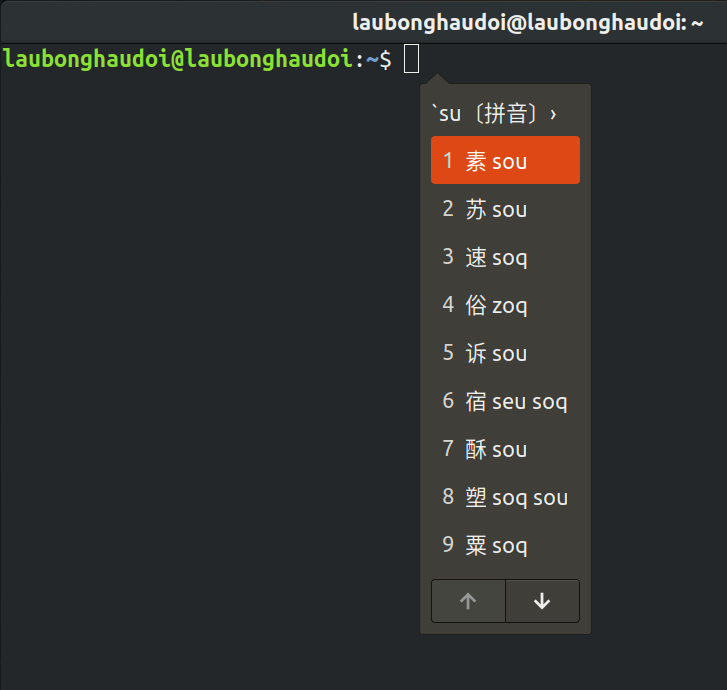 laubonghaudoi@laubonghaudoi: ~
laubonghaudoi@laubonghaudoi:~$
`su〔拼音〕›
1 素 sou
2 苏 sou
3 速 soq
4 俗 zoq
5 诉 sou
6 宿 seu soq
7 酥 sou
8 塑 soq sou
9 粟 soq